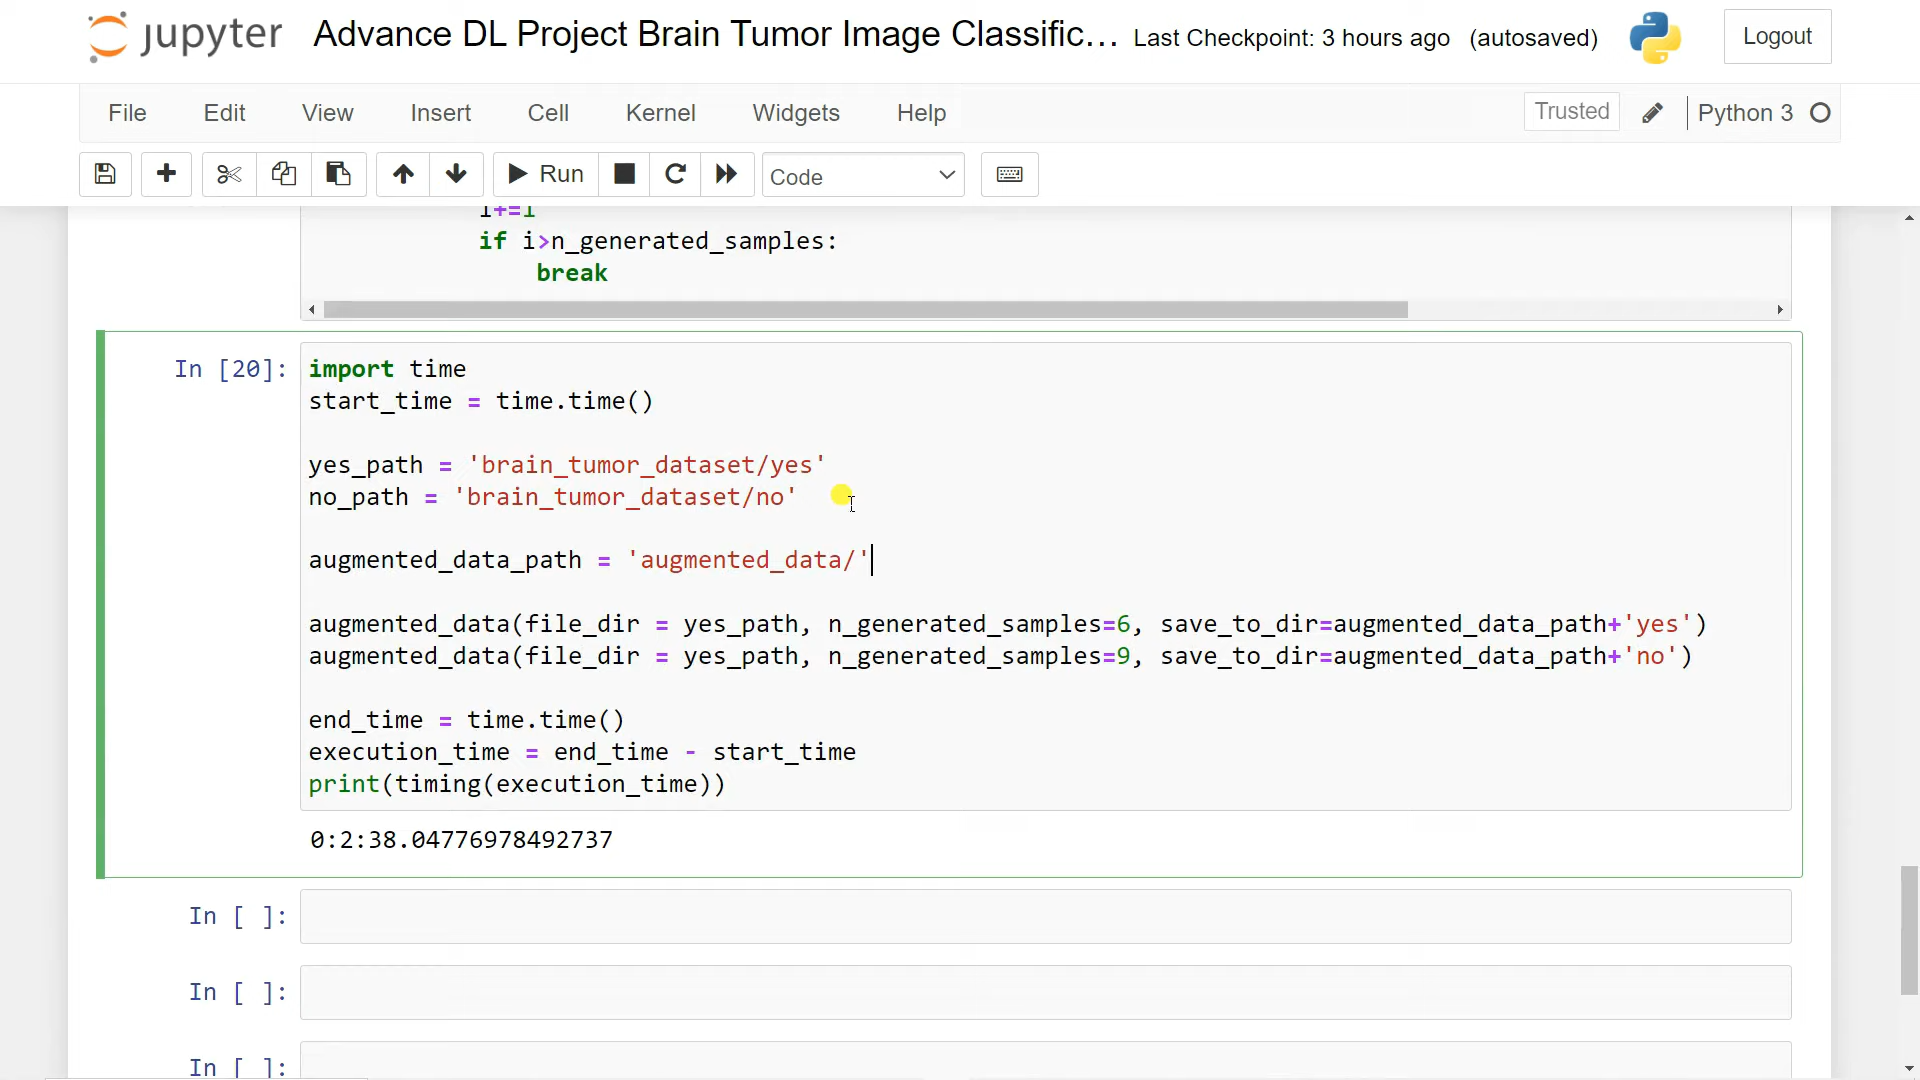 jupyter Advance DL Project Brain Tumor Image Classific... Last Checkpoint: 3 hours ago (autosaved) Logout
File Edit View Insert Cell Kernel Widgets Help Trusted Python 3
Run Code
i+=1
if i>n_generated_samples:
break
In [20]: import time
start_time = time.time()
yes_path = 'brain_tumor_dataset/yes'
no_path = 'brain_tumor_dataset/no'
augmented_data_path = 'augmented_data/'
augmented_data(file_dir = yes_path, n_generated_samples=6, save_to_dir=augmented_data_path+'yes')
augmented_data(file_dir = yes_path, n_generated_samples=9, save_to_dir=augmented_data_path+'no')
end_time = time.time()
execution_time = end_time - start_time
print(timing(execution_time))
0:2:38.04776978492737
In [ ]:
In [ ]:
In [ ]: